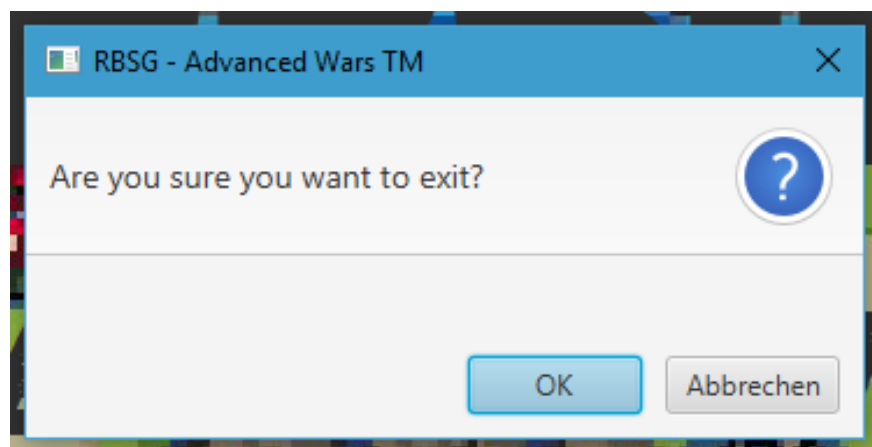 RBSG - Advanced Wars TM
Are you sure you want to exit?
?
OK
Abbrechen